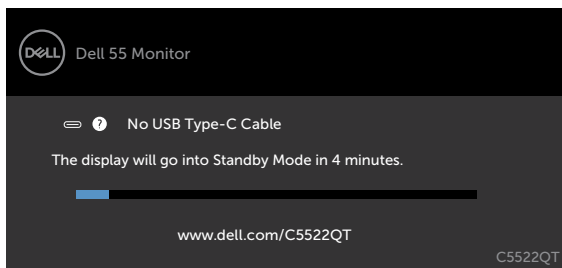 DELL Dell 55 Monitor
? No USB Type-C Cable
The display will go into Standby Mode in 4 minutes.
www.dell.com/C5522QT
C5522QT